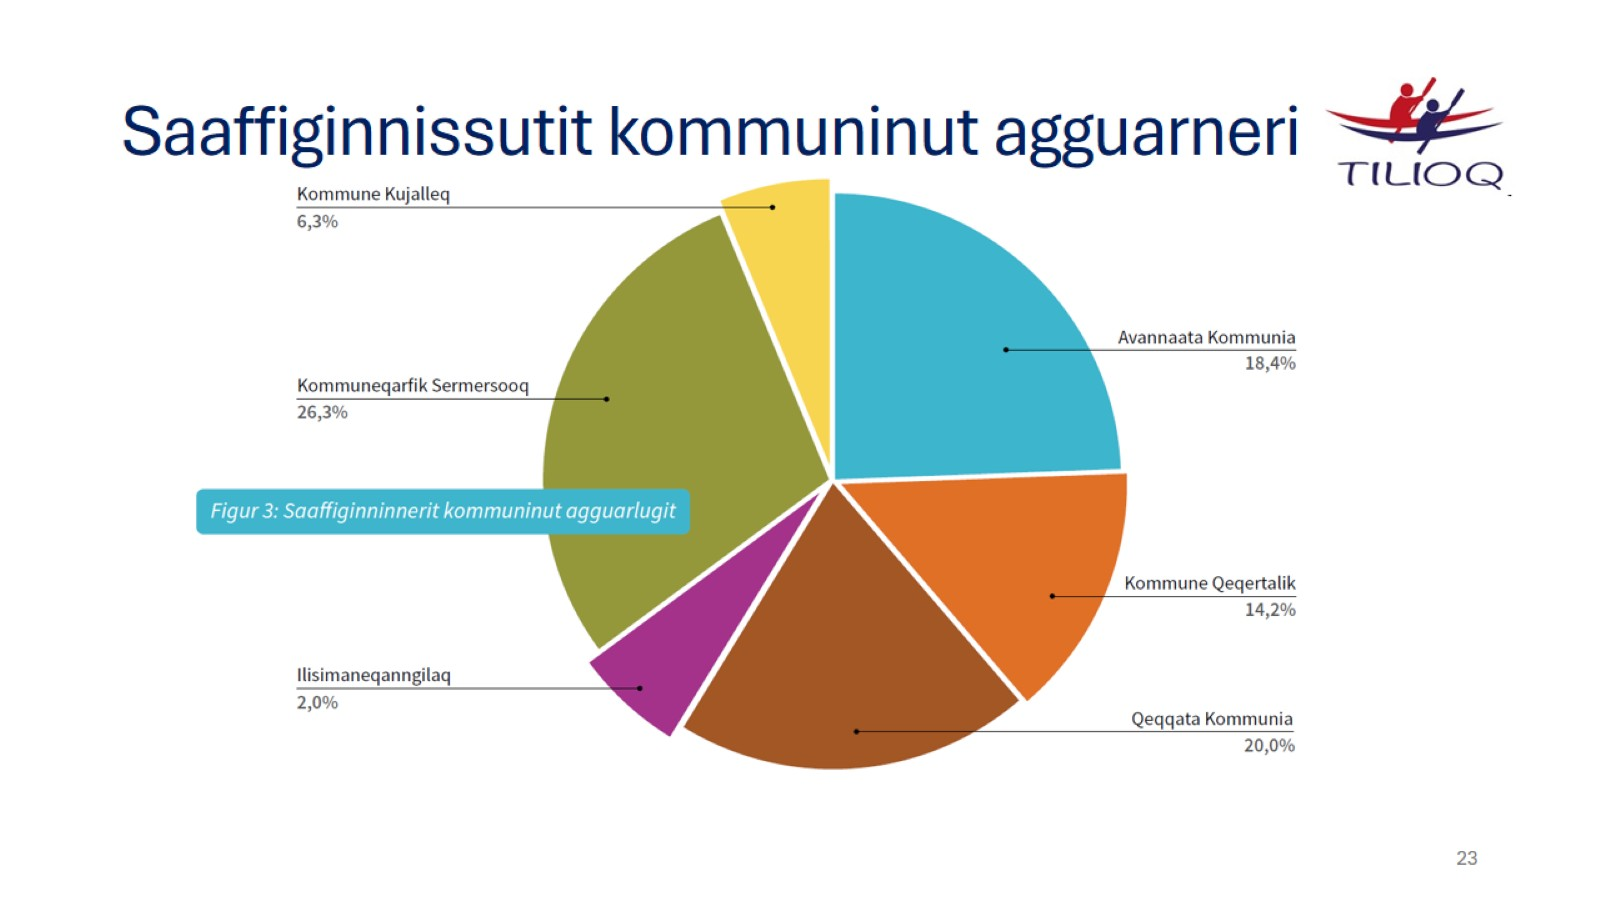 Saaffiginnissutit kommuninut agguarneri
TILIOQ
Kommune Kujalleq
6,3%
Avannaata Kommunia
18,4%
Kommuneqarfik Sermersooq
26,3%
Figur 3: Saaffiginninnerit kommuninut agguarlugit
Kommune Qeqertalik
14,2%
Ilisimaneqanngilaq
2,0%
Qeqqata Kommunia
20,0%
23